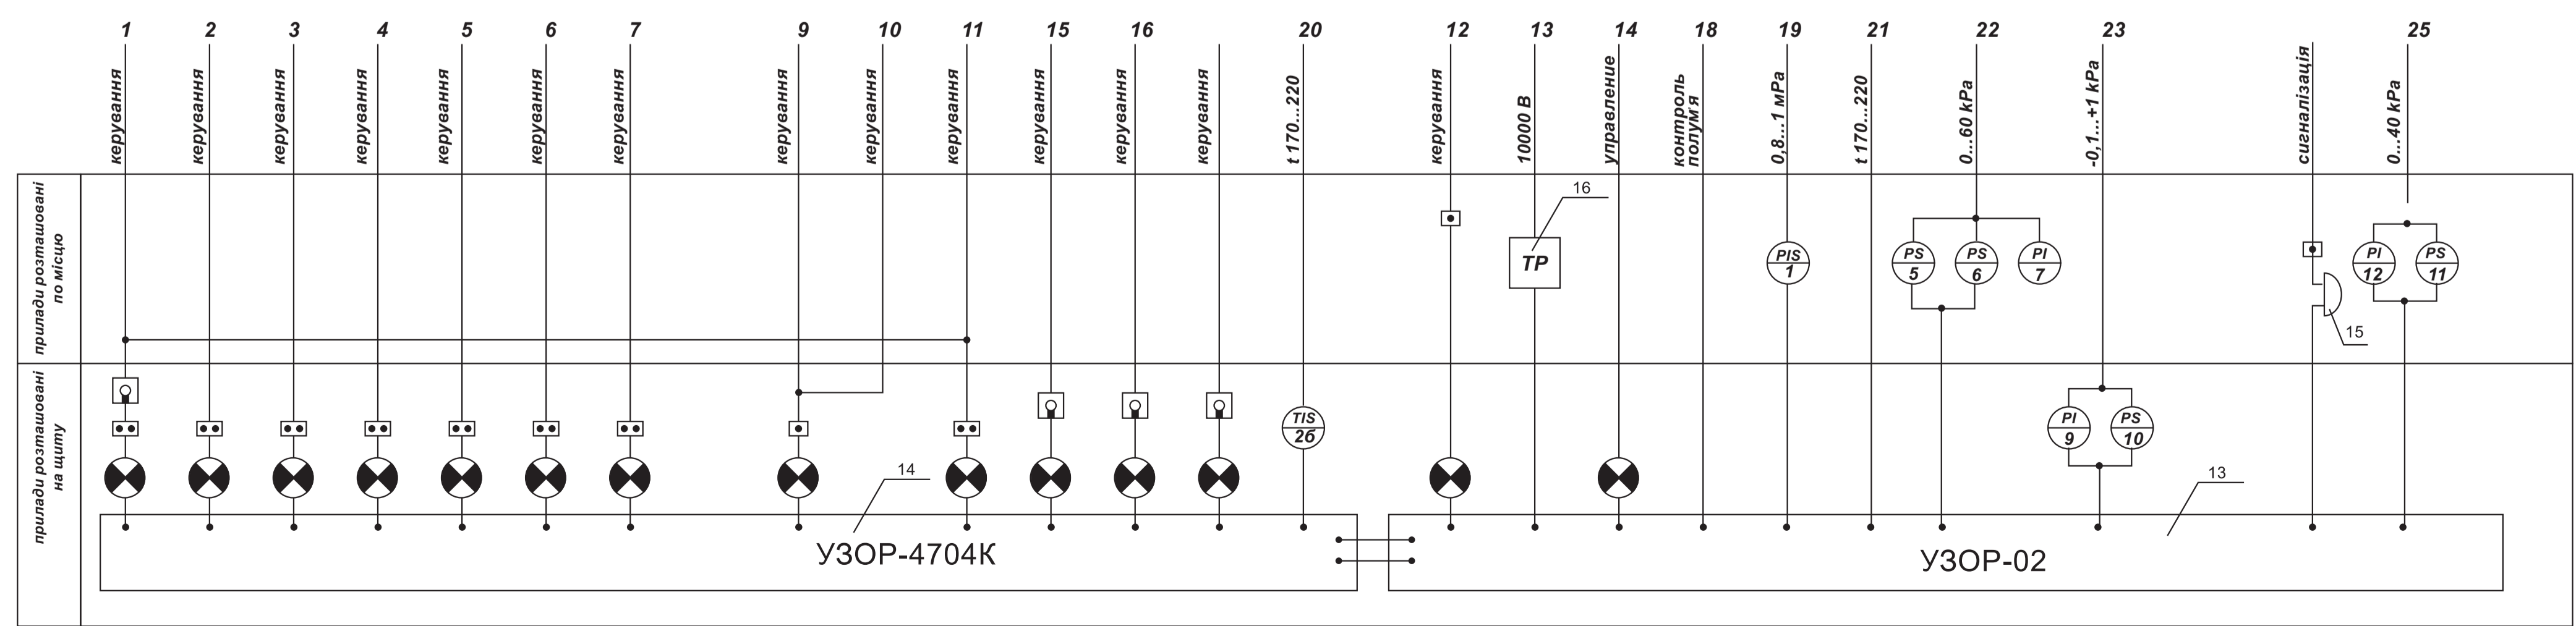 1 2 3 4 5 6 7 9 10 11 15 16 20 12 13 14 18 19 21 22 23 25
керування
керування
керування
керування
керування
керування
керування
керування
керування
керування
керування
керування
t 170...220
керування
10000 В
управление
контроль
полум'я
0,8...1 мPa
t 170...220
0...60 kPa
-0,1...+1 kPa
сигналізація
0...40 kPa
прилади розташовані
по місцю
16
TP
PIS
1
PS
5
PS
6
PI
7
15
PI
12
PS
11
прилади розташовані
на щиту
TIS
2б
PI
9
PS
10
14
13
УЗОР-4704К
УЗОР-02